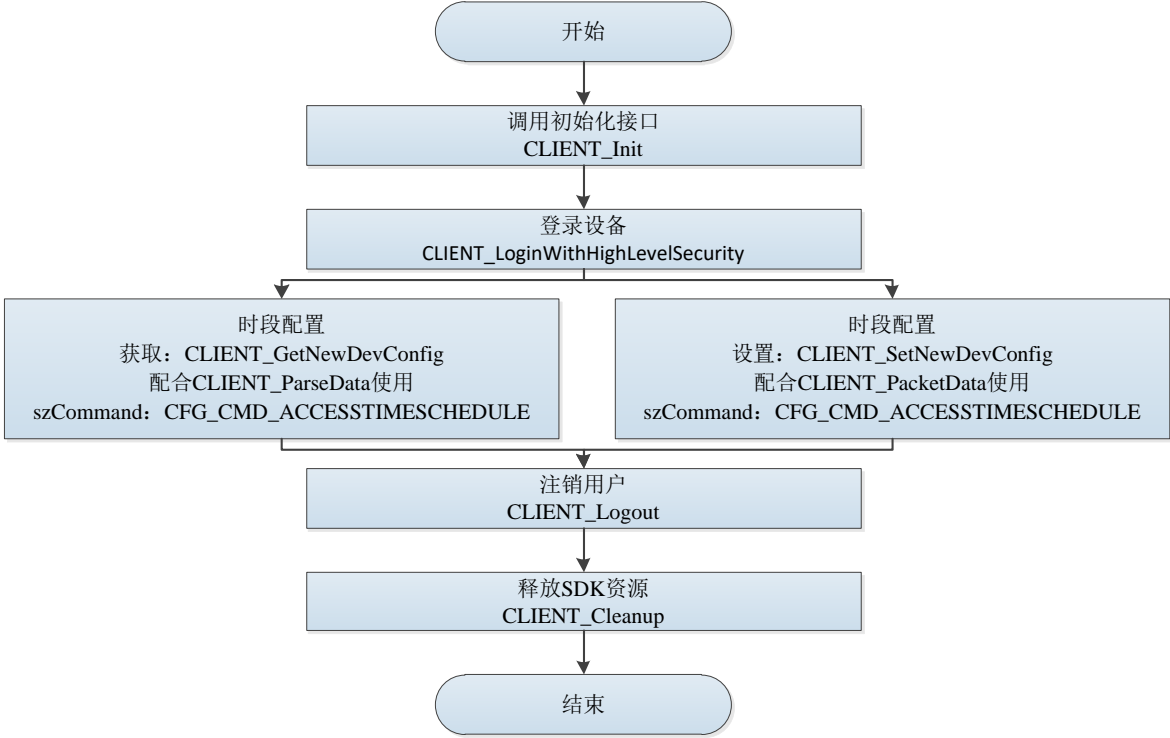 开始
调用初始化接口
CLIENT_Init
登录设备
CLIENT_LoginWithHighLevelSecurity
时段配置
获取：CLIENT_GetNewDevConfig
配合CLIENT_ParseData使用
szCommand：CFG_CMD_ACCESSTIMESCHEDULE
时段配置
设置：CLIENT_SetNewDevConfig
配合CLIENT_PacketData使用
szCommand：CFG_CMD_ACCESSTIMESCHEDULE
注销用户
CLIENT_Logout
释放SDK资源
CLIENT_Cleanup
结束